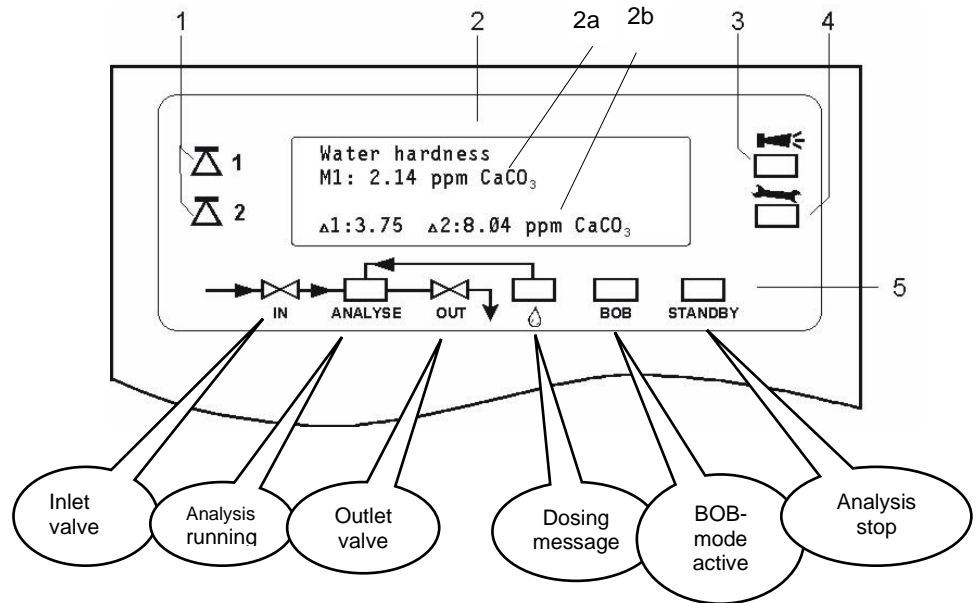 1 2 2a 2b 3 4
1
Water hardness
M1: 2.14 ppm CaCO₃
2
▵1:3.75 ▵2:8.04 ppm CaCO₃
5
IN ANALYSE OUT BOB STANDBY
Inlet
valve
Analysis
running
Outlet
valve
Dosing
message
BOB-
mode
active
Analysis
stop